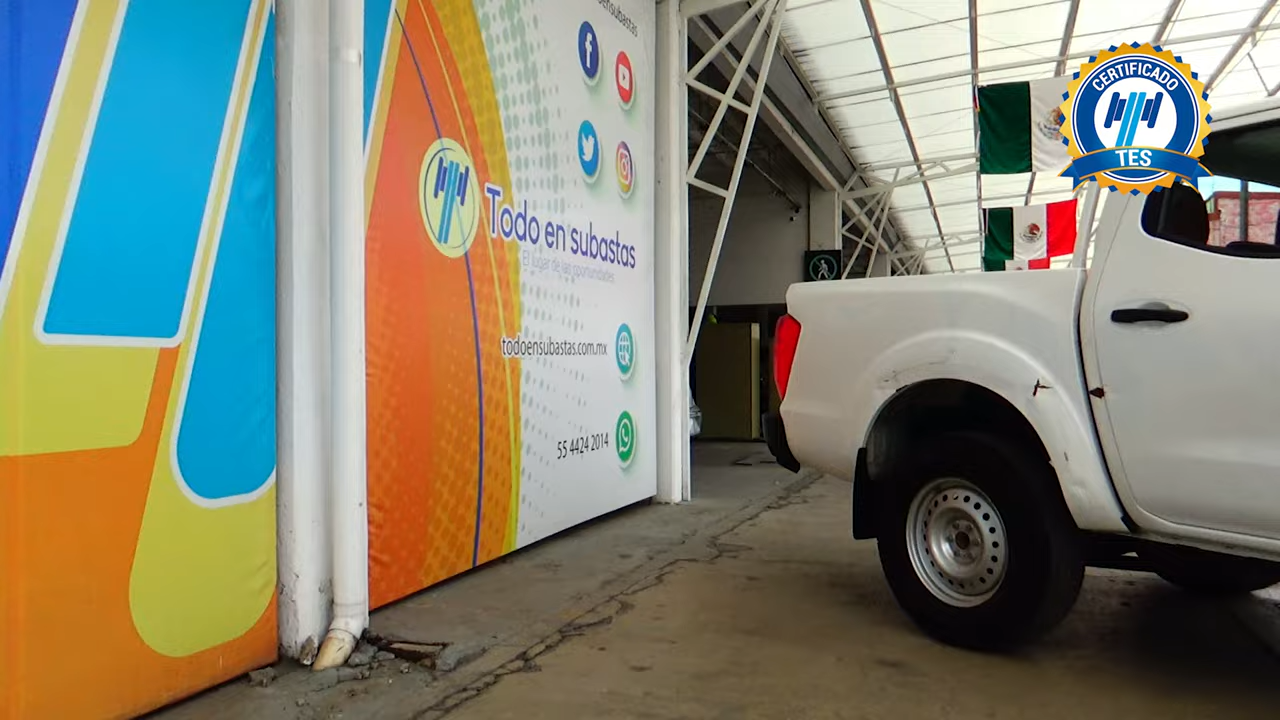 Todo en subastas
El lugar de las oportunidades
todoensubastas.com.mx
55 4424 2014
CERTIFICADO
TES